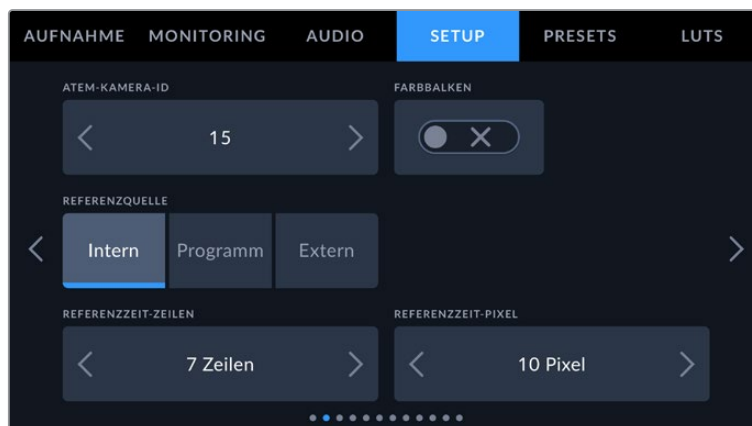 AUFNAHME MONITORING AUDIO SETUP PRESETS LUTS
ATEM-KAMERA-ID FARBBALKEN
15
REFERENZQUELLE
Intern Programm Extern
REFERENZZEIT-ZEILEN REFERENZZEIT-PIXEL
7 Zeilen 10 Pixel